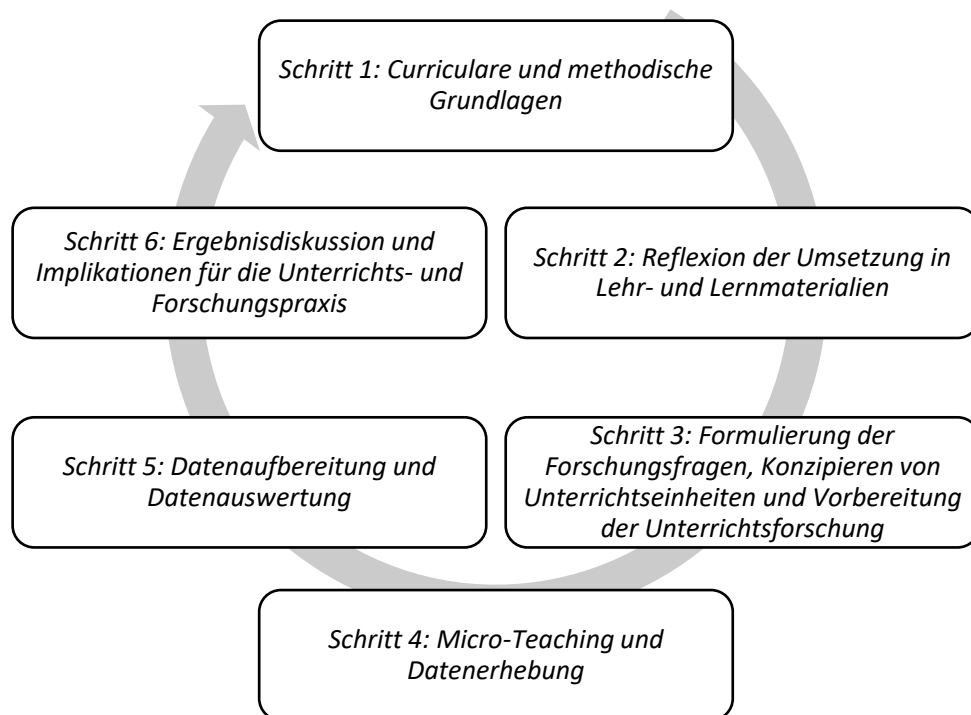 Schritt 1: Curriculare und methodische
Grundlagen
Schritt 2: Reflexion der Umsetzung in
Lehr- und Lernmaterialien
Schritt 3: Formulierung der
Forschungsfragen, Konzipieren von
Unterrichtseinheiten und Vorbereitung
der Unterrichtsforschung
Schritt 4: Micro-Teaching und
Datenerhebung
Schritt 5: Datenaufbereitung und
Datenauswertung
Schritt 6: Ergebnisdiskussion und
Implikationen für die Unterrichts- und
Forschungspraxis